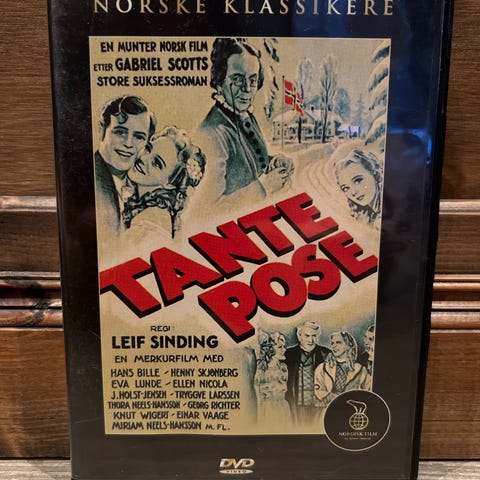 NORSKE KLASSIKERE
EN MUNTER NORSK FILM
ETTER GABRIEL SCOTTS
STORE SUKSESSROMAN
TANTE
POSE
REGI:
LEIF SINDING
EN MERKURFILM MED
HANS BILLE - HENNY SKJØNBERG
EVA LUNDE - ELLEN NICOLA
J. HOLST-JENSEN - TRYGGVE LARSSEN
THORA NEELS-HANSSON - GEORG RICHTER
KNUT WIGERT - EINAR VAAGE
MIRIAM NEELS-HANSSON M. FL.
NORDISK FILM
DVD
VIDEO